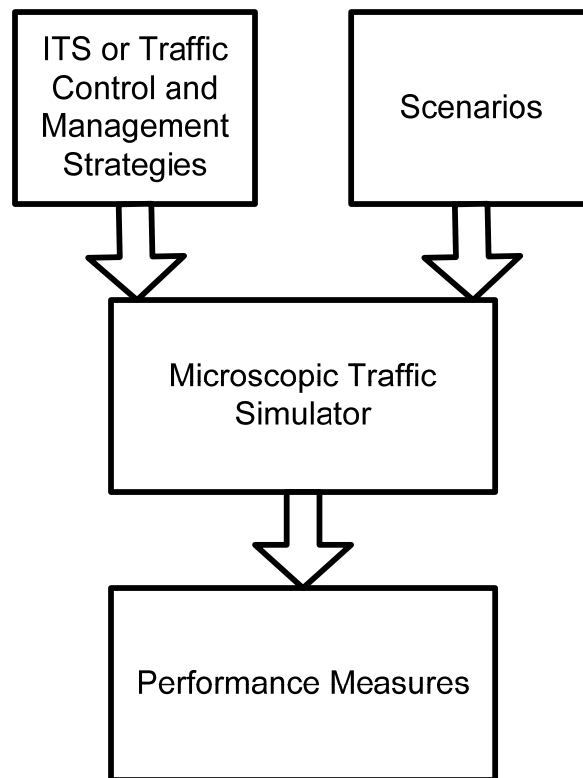 ITS or Traffic
Control and
Management
Strategies
Scenarios
Microscopic Traffic
Simulator
Performance Measures